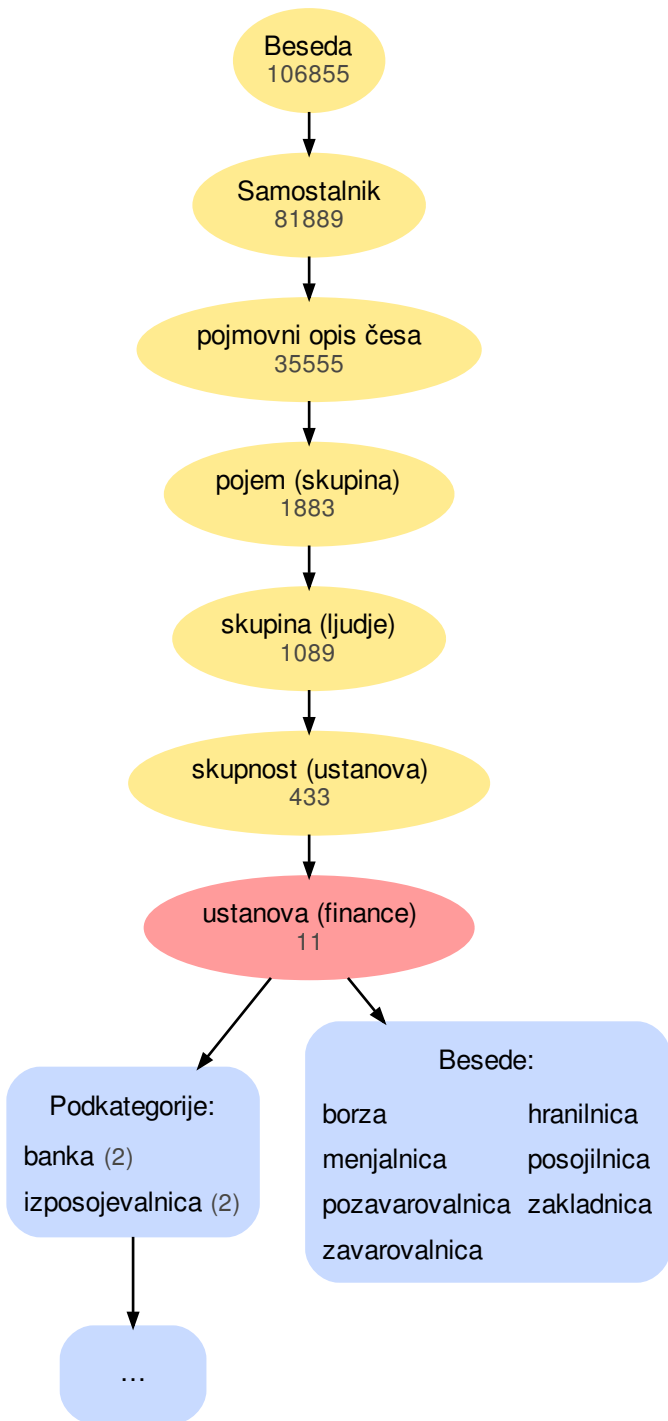 Beseda
106855
Samostalnik
81889
pojmovni opis česa
35555
pojem (skupina)
1883
skupina (ljudje)
1089
skupnost (ustanova)
433
ustanova (finance)
11
Podkategorije:
banka (2)
izposojevalnica (2)
...
Besede:
borza hranilnica
menjalnica posojilnica
pozavarovalnica zakladnica
zavarovalnica